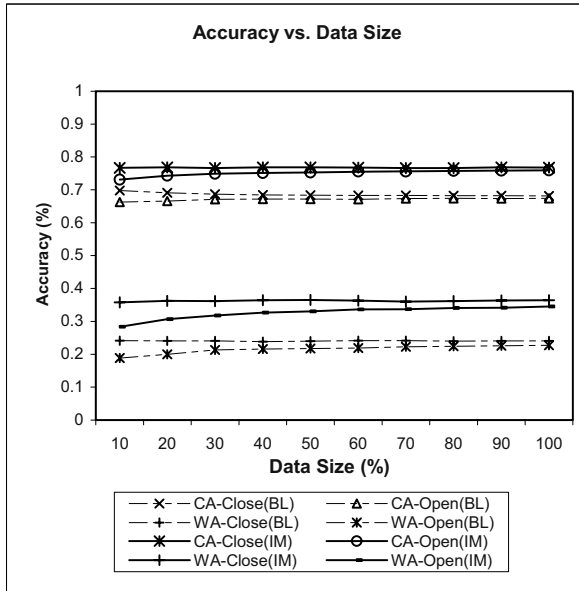 Accuracy vs. Data Size
Accuracy (%)
1
0.9
0.8
0.7
0.6
0.5
0.4
0.3
0.2
0.1
0
10 20 30 40 50 60 70 80 90 100
Data Size (%)
CA-Close(BL) CA-Open(BL)
WA-Close(BL) WA-Open(BL)
CA-Close(IM) CA-Open(IM)
WA-Close(IM) WA-Open(IM)